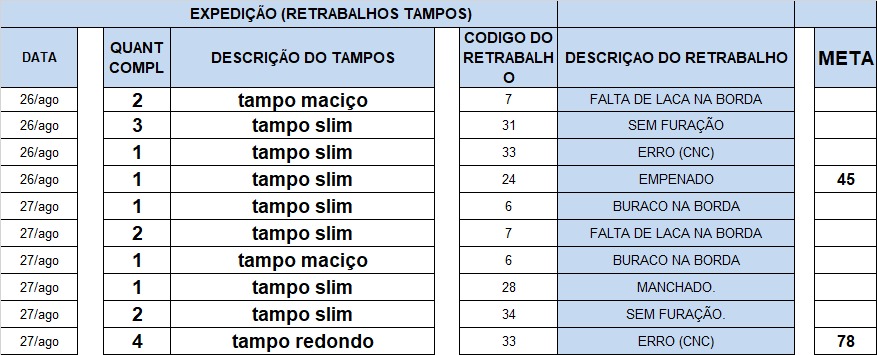 EXPEDIÇÃO (RETRABALHOS TAMPOS)
DATA QUANT COMPL DESCRIÇÃO DO TAMPOS CODIGO DO RETRABALHO DESCRIÇAO DO RETRABALHO META
26/ago 2 tampo maciço 7 FALTA DE LACA NA BORDA
26/ago 3 tampo slim 31 SEM FURAÇÃO
26/ago 1 tampo slim 33 ERRO (CNC)
26/ago 1 tampo slim 24 EMPENADO 45
27/ago 1 tampo slim 6 BURACO NA BORDA
27/ago 2 tampo slim 7 FALTA DE LACA NA BORDA
27/ago 1 tampo maciço 6 BURACO NA BORDA
27/ago 1 tampo slim 28 MANCHADO.
27/ago 2 tampo slim 34 SEM FURAÇÃO.
27/ago 4 tampo redondo 33 ERRO (CNC) 78